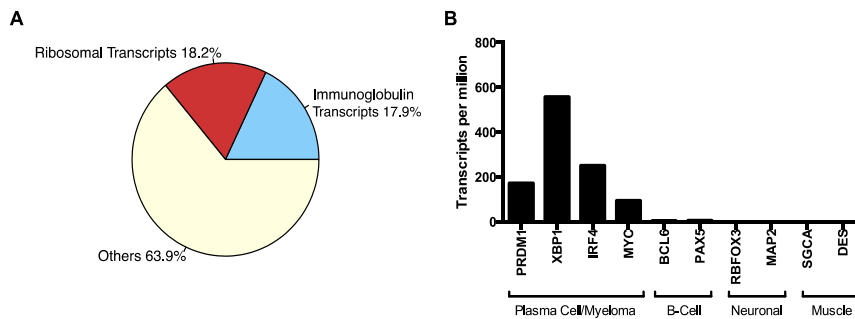 A
Ribosomal Transcripts 18.2%
Immunoglobulin
Transcripts 17.9%
Others 63.9%
B
Transcripts per million
800
600
400
200
0
PRDM1
XBP1
IRF4
MYC
BCL6
PAX5
RBFOX3
MAP2
SGCA
DES
Plasma Cell/Myeloma
B-Cell
Neuronal
Muscle